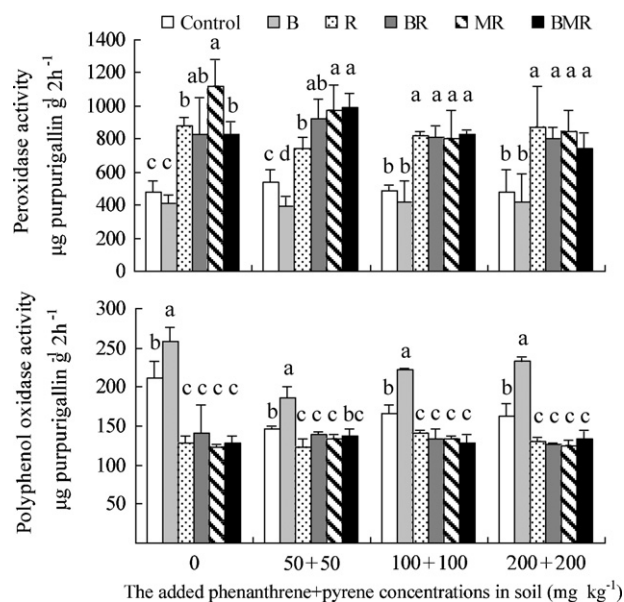 Control B R BR MR BMR
Peroxidase activity
μg purpurigallin g⁻¹ 2h⁻¹
1400
1200
1000
800
600
400
200
0
c c b ab a b
c d b ab a a
b b a a a a
b b a a a a
Polyphenol oxidase activity
μg purpurigallin g⁻¹ 2h⁻¹
300
250
200
150
100
50
b a c c c c
b a c c c bc
b a c c c c
b a c c c c
0 50+50 100+100 200+200
The added phenanthrene+pyrene concentrations in soil (mg kg⁻¹)